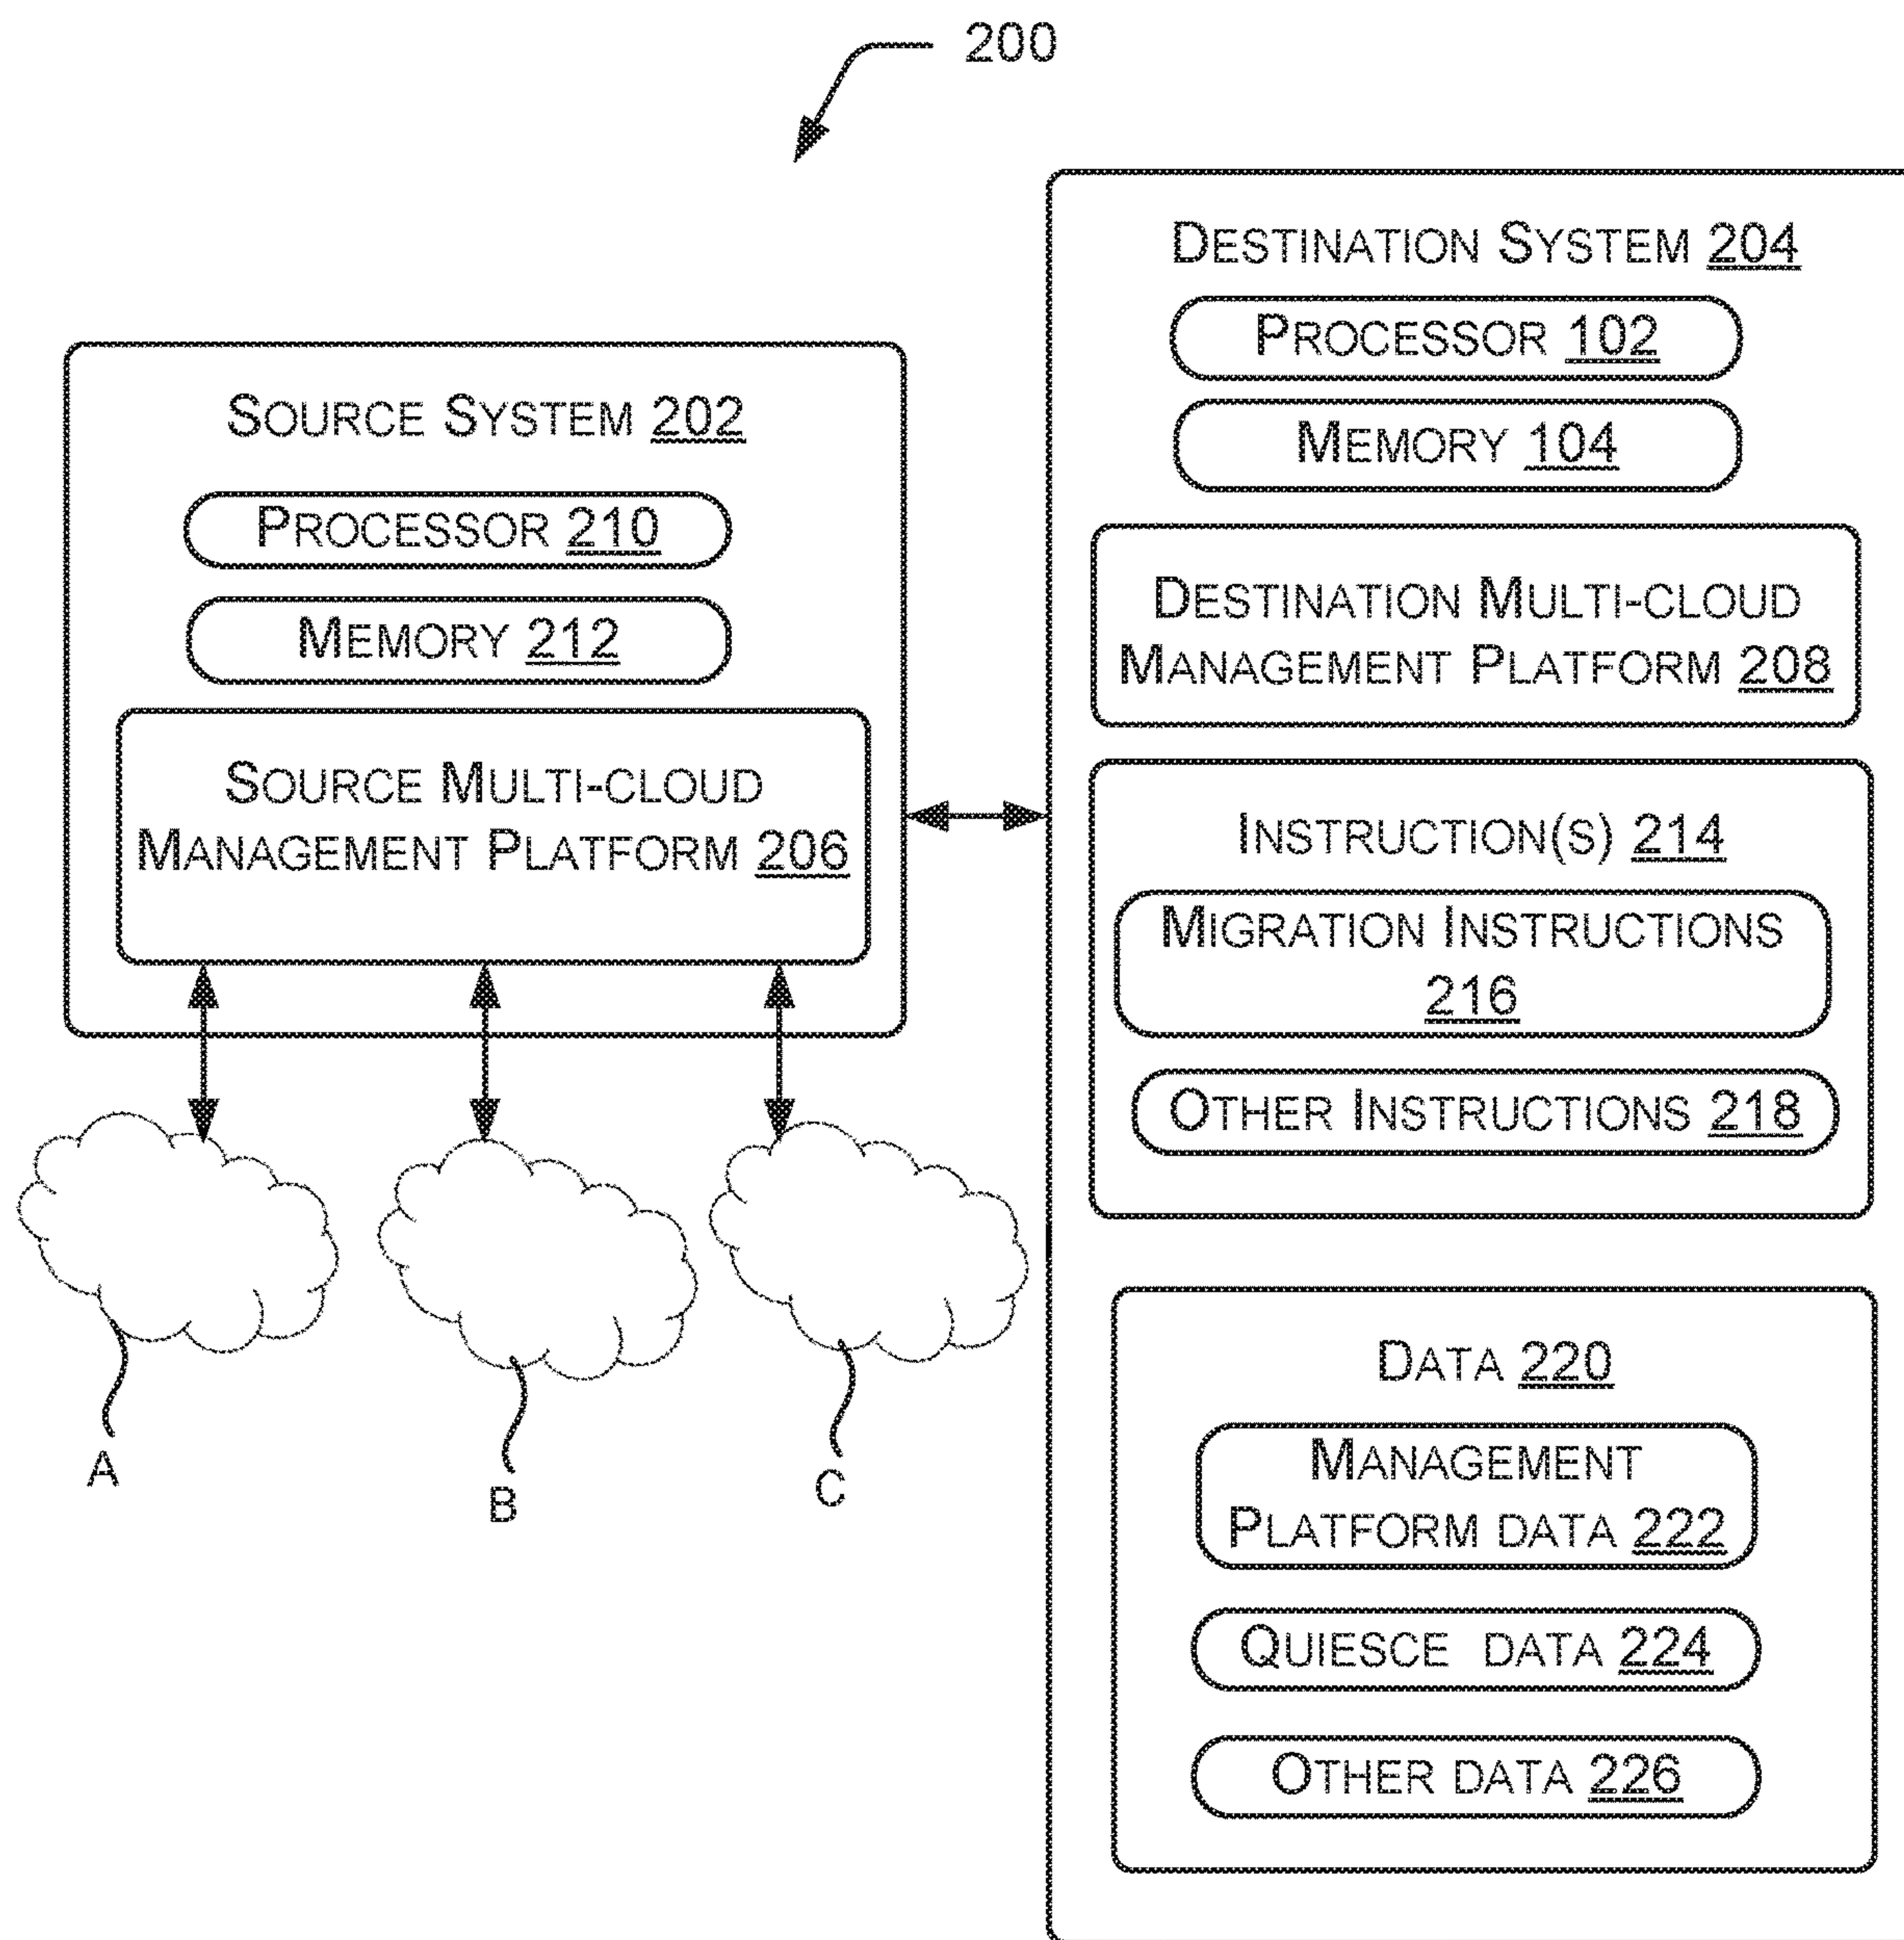 200
SOURCE SYSTEM 202
PROCESSOR 210
MEMORY 212
SOURCE MULTI-CLOUD
MANAGEMENT PLATFORM 206
A
B
C
DESTINATION SYSTEM 204
PROCESSOR 102
MEMORY 104
DESTINATION MULTI-CLOUD
MANAGEMENT PLATFORM 208
INSTRUCTION(S) 214
MIGRATION INSTRUCTIONS
216
OTHER INSTRUCTIONS 218
DATA 220
MANAGEMENT
PLATFORM DATA 222
QUIESCE DATA 224
OTHER DATA 226